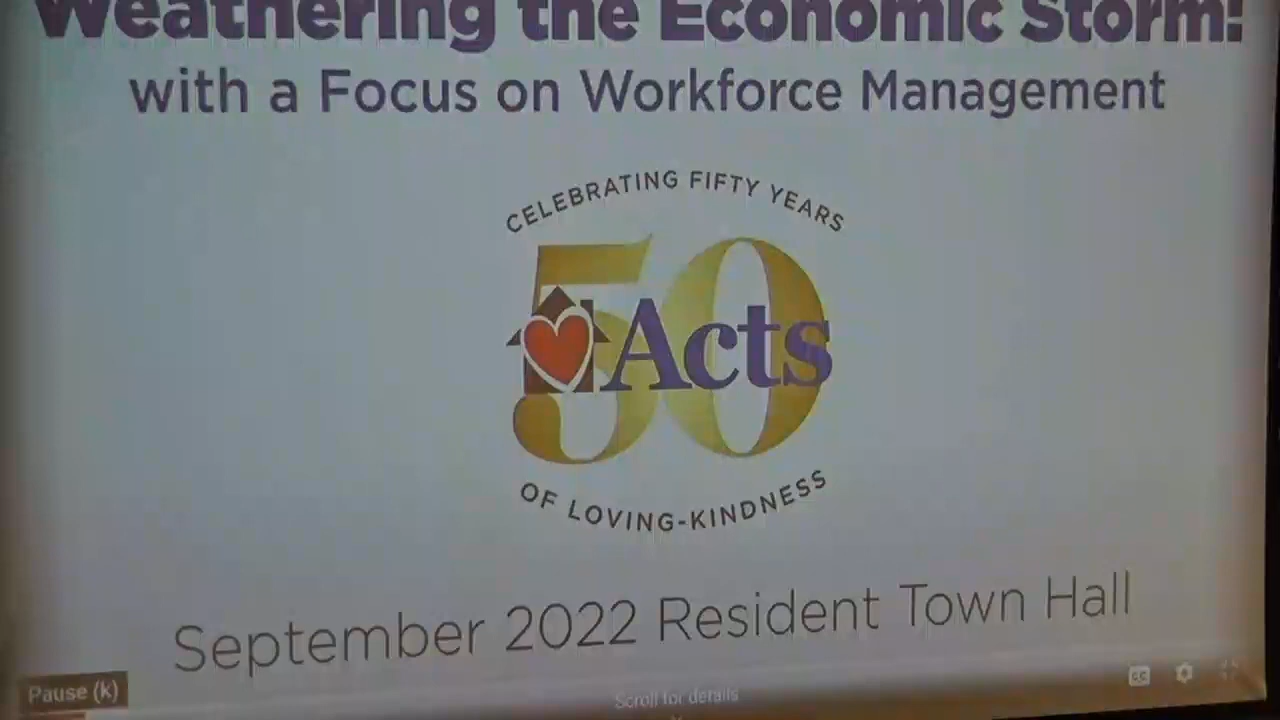 Weathering the Economic Storm!
with a Focus on Workforce Management
CELEBRATING FIFTY YEARS
50
Acts
OF LOVING-KINDNESS
September 2022 Resident Town Hall
Pause (k)
Scroll for details
CC